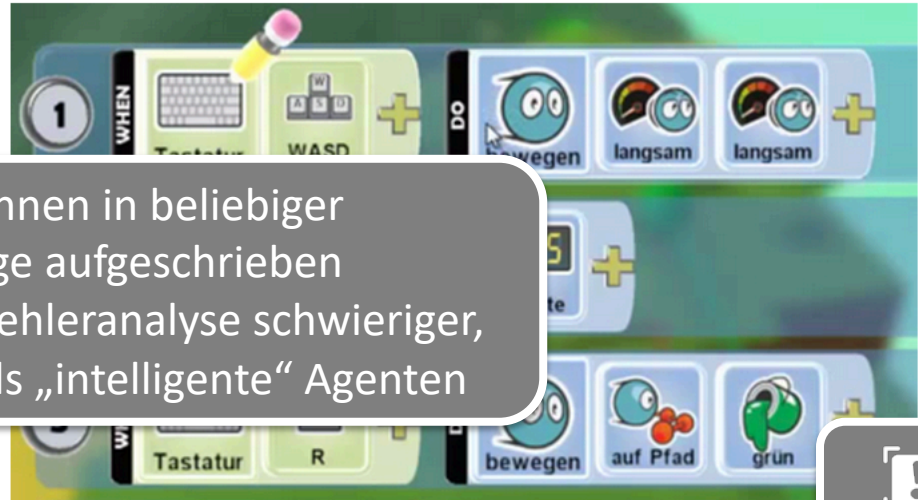 1 WHEN Tastatur WASD DO bewegen langsam langsam
nnen in beliebiger
ge aufgeschrieben
ehleranalyse schwieriger,
ls „intelligente“ Agenten
Tastatur R bewegen auf Pfad grün